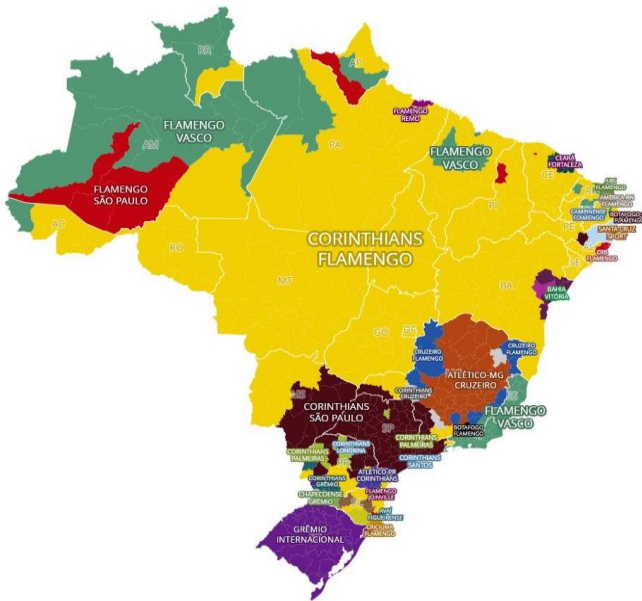 RR
AP
FLAMENGO
REMO
FLAMENGO
VASCO
AM
PA
FLAMENGO
VASCO
CEARÁ
FORTALEZA
CE
FLAMENGO
SÃO PAULO
ABC
FLAMENGO
AMÉRICA-RN
FLAMENGO
CAMPINENSE
FLAMENGO
BOTAFOGO
FLAMENGO
PI
PE
SANTA CRUZ
SPORT
AC
CRB
FLAMENGO
CORINTHIANS
FLAMENGO
RO
SE
MT
BA
BAHIA
VITÓRIA
GO
DF
CRUZEIRO
FLAMENGO
CRUZEIRO
FLAMENGO
ATLÉTICO-MG
CRUZEIRO
CORINTHIANS
CRUZEIRO
MS
CORINTHIANS
SÃO PAULO
SP
FLAMENGO
VASCO
BOTAFOGO
FLAMENGO
CORINTHIANS
PALMEIRAS
CORINTHIANS
LONDRINA
CORINTHIANS
PALMEIRAS
CORINTHIANS
SANTOS
PR
ATLÉTICO-PR
CORINTHIANS
CORINTHIANS
GRÊMIO
CHAPECOENSE
GRÊMIO
FLAMENGO
JOINVILLE
AVAÍ
FIGUEIRENSE
CRICIÚMA
FLAMENGO
GRÊMIO
INTERNACIONAL